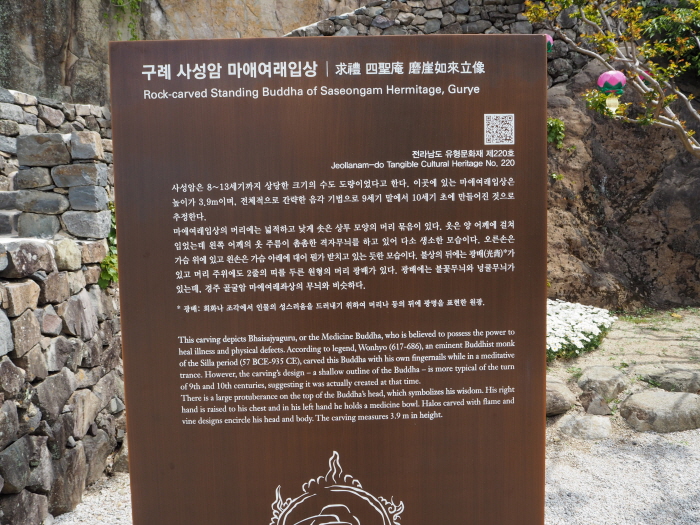 구례 사성암 마애여래입상 | 求禮 四聖庵 磨崖如來立像
Rock-carved Standing Buddha of Saseongam Hermitage, Gurye
전라남도 유형문화재 제220호
Jeollanam-do Tangible Cultural Heritage No. 220
사성암은 8~13세기까지 상당한 크기의 수도 도량이었다고 한다. 이곳에 있는 마애여래입상은
높이가 3.9m이며, 전체적으로 간략한 음각 기법으로 9세기 말에서 10세기 초에 만들어진 것으로
추정한다.
마애여래입상의 머리에는 넓적하고 낮게 솟은 상투 모양의 머리 묶음이 있다. 옷은 양 어깨에 걸쳐
입었는데 왼쪽 어깨의 옷 주름이 촘촘한 격자무늬를 하고 있어 다소 생소한 모습이다. 오른손은
가슴 위에 있고 왼손은 가슴 아래에 대어 뭔가 받치고 있는 듯한 모습이다. 불상의 뒤에는 광배(光背)*가
있고 머리 주위에도 2줄의 띠를 두른 원형의 머리 광배가 있다. 광배에는 불꽃무늬와 넝쿨무늬가
있는데, 경주 골굴암 마애여래좌상의 무늬와 비슷하다.
* 광배: 회화나 조각에서 인물의 성스러움을 드러내기 위하여 머리나 등의 뒤에 광명을 표현한 원광.
This carving depicts Bhaisajyaguru, or the Medicine Buddha, who is believed to possess the power to
heal illness and physical defects. According to legend, Wonhyo (617-686), an eminent Buddhist monk
of the Silla period (57 BCE-935 CE), carved this Buddha with his own fingernails while in a meditative
trance. However, the carving's design – a shallow outline of the Buddha – is more typical of the turn
of 9th and 10th centuries, suggesting it was actually created at that time.
There is a large protuberance on the top of the Buddha's head, which symbolizes his wisdom. His right
hand is raised to his chest and in his left hand he holds a medicine bowl. Halos carved with flame and
vine designs encircle his head and body. The carving measures 3.9 m in height.